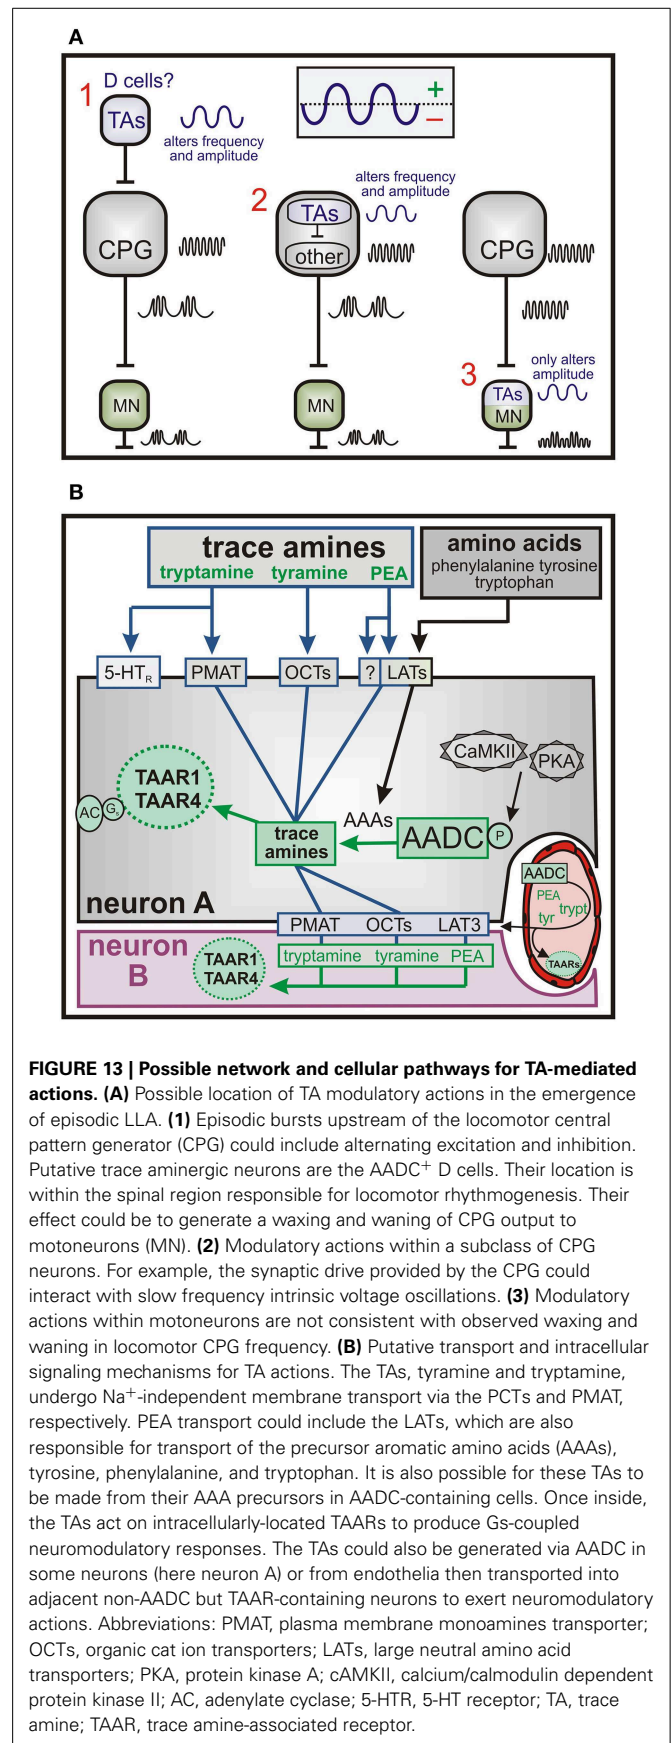 A
D cells?
1
TAs
alters frequency
and amplitude
+
−
CPG
2
TAs
other
alters frequency
and amplitude
CPG
3
only alters
amplitude
TAs
MN
MN
MN
B
trace amines
tryptamine tyramine PEA
amino acids
phenylalanine tyrosine
tryptophan
5-HTR
PMAT
OCTs
?
LATs
CaMKII
PKA
TAAR1
TAAR4
AC
Gs
AAAs
trace
amines
AADC
P
neuron A
AADC
PEA
trypt
tyr
TAARs
PMAT OCTs LAT3
neuron
B
TAAR1
TAAR4
tryptamine tyramine PEA
FIGURE 13 | Possible network and cellular pathways for TA-mediated
actions. (A) Possible location of TA modulatory actions in the emergence
of episodic LLA. (1) Episodic bursts upstream of the locomotor central
pattern generator (CPG) could include alternating excitation and inhibition.
Putative trace aminergic neurons are the AADC+ D cells. Their location is
within the spinal region responsible for locomotor rhythmogenesis. Their
effect could be to generate a waxing and waning of CPG output to
motoneurons (MN). (2) Modulatory actions within a subclass of CPG
neurons. For example, the synaptic drive provided by the CPG could
interact with slow frequency intrinsic voltage oscillations. (3) Modulatory
actions within motoneurons are not consistent with observed waxing and
waning in locomotor CPG frequency. (B) Putative transport and intracellular
signaling mechanisms for TA actions. The TAs, tyramine and tryptamine,
undergo Na+-independent membrane transport via the PCTs and PMAT,
respectively. PEA transport could include the LATs, which are also
responsible for transport of the precursor aromatic amino acids (AAAs),
tyrosine, phenylalanine, and tryptophan. It is also possible for these TAs to
be made from their AAA precursors in AADC-containing cells. Once inside,
the TAs act on intracellularly-located TAARs to produce Gs-coupled
neuromodulatory responses. The TAs could also be generated via AADC in
some neurons (here neuron A) or from endothelia then transported into
adjacent non-AADC but TAAR-containing neurons to exert neuromodulatory
actions. Abbreviations: PMAT, plasma membrane monoamines transporter;
OCTs, organic cat ion transporters; LATs, large neutral amino acid
transporters; PKA, protein kinase A; cAMKII, calcium/calmodulin dependent
protein kinase II; AC, adenylate cyclase; 5-HTR, 5-HT receptor; TA, trace
amine; TAAR, trace amine-associated receptor.